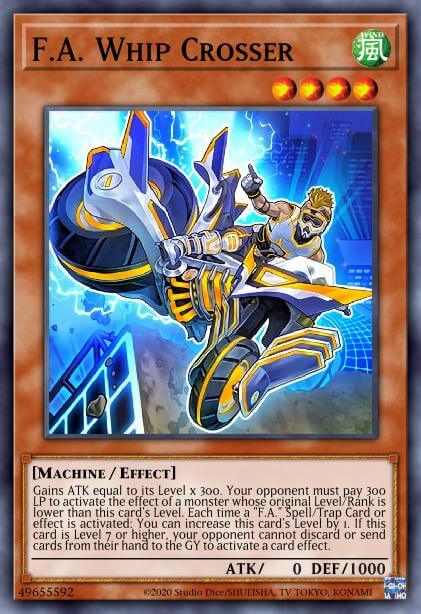 F.A. Whip Crosser
WIND
風
[Machine / Effect]
Gains ATK equal to its Level x 300. Your opponent must pay 300
LP to activate the effect of a monster whose original Level/Rank is
lower than this card's Level. Each time a "F.A." Spell/Trap Card or
effect is activated: You can increase this card's Level by 1. If this
card is Level 7 or higher, your opponent cannot discard or send
cards from their hand to the GY to activate a card effect.
ATK/ 0 DEF/1000
49655592 ©2020 Studio Dice/SHUEISHA, TV TOKYO, KONAMI